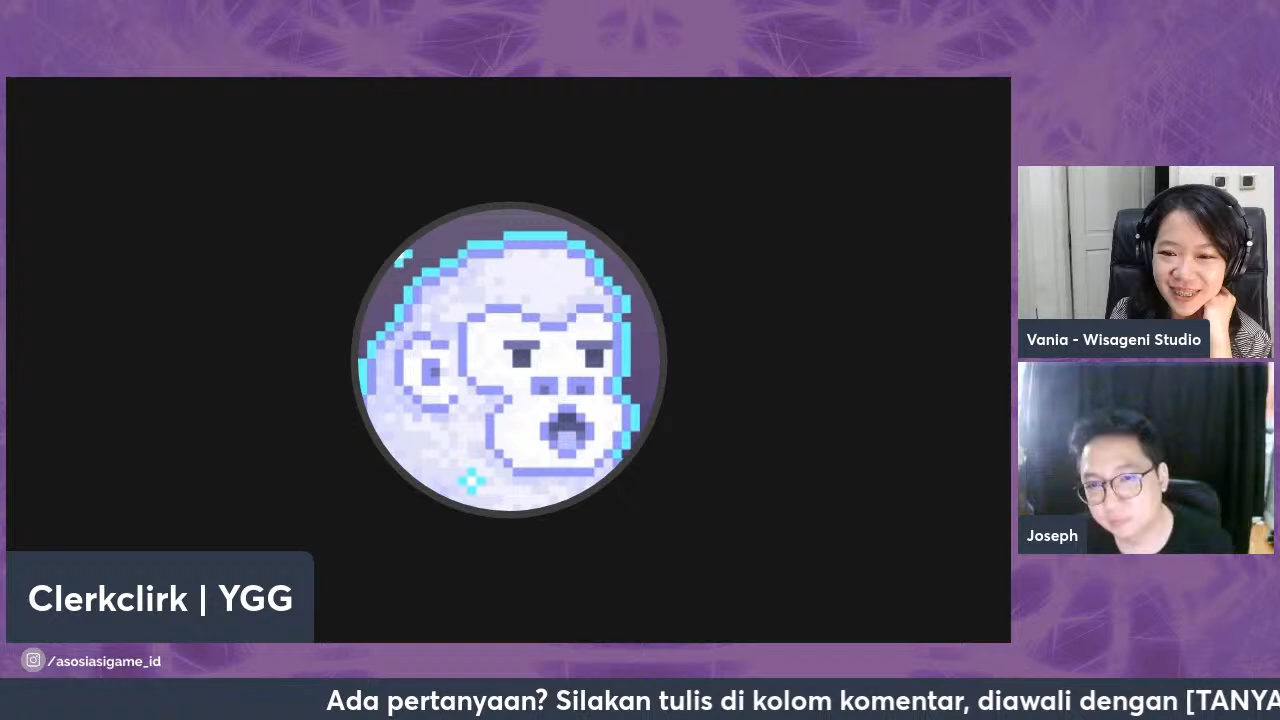 Vania - Wisageni Studio
Joseph
Clerkclirk | YGG
/asosiasigame_id
Ada pertanyaan? Silakan tulis di kolom komentar, diawali dengan [TANYA